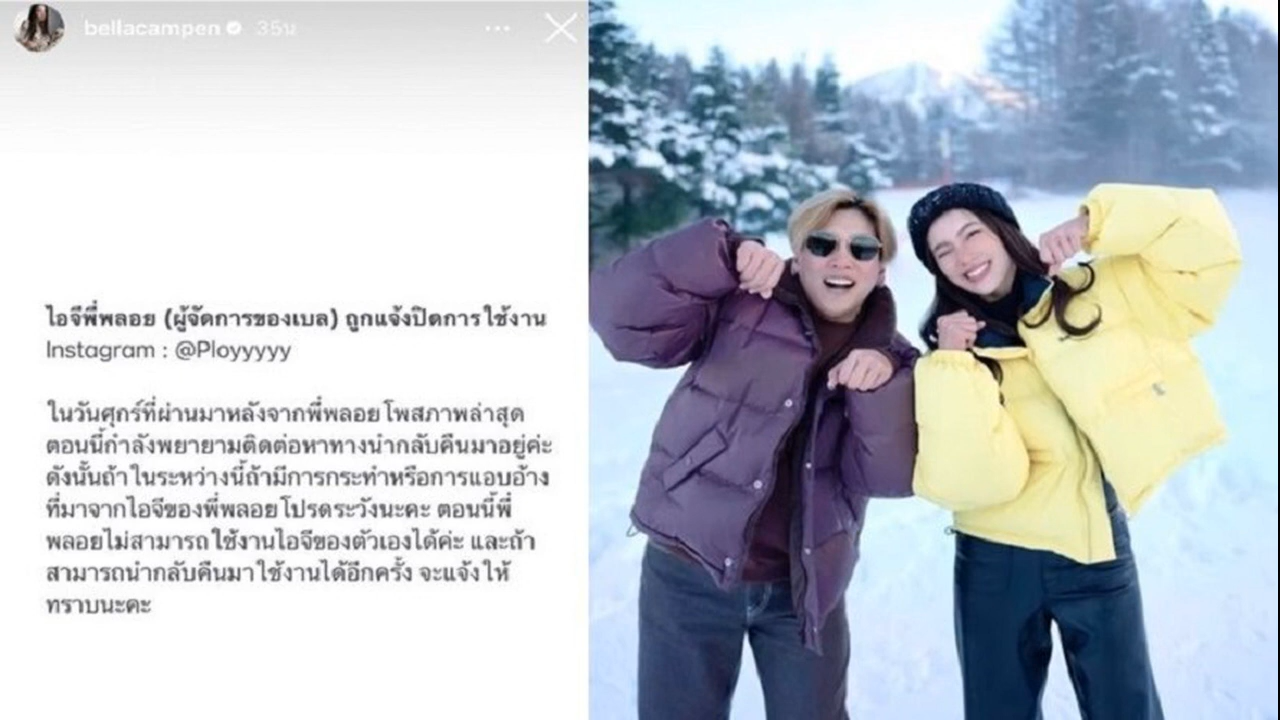 bellacampen 35น
ไอจีพี่พลอย (ผู้จัดการของเบล) ถูกแจ้งปิดการใช้งาน
Instagram : @Ployyyyy
ในวันศุกร์ที่ผ่านมาหลังจากพี่พลอยโพสภาพล่าสุด
ตอนนี้กำลังพยายามติดต่อหาทางนำกลับคืนมาอยู่ค่ะ
ดังนั้นถ้าในระหว่างนี้ถ้ามีการกระทำหรือการแอบอ้าง
ที่มาจากไอจีของพี่พลอยโปรดระวังนะคะ ตอนนี้พี่
พลอยไม่สามารถใช้งานไอจีของตัวเองได้ค่ะ และถ้า
สามารถนำกลับคืนมาใช้งานได้อีกครั้ง จะแจ้งให้
ทราบนะคะ